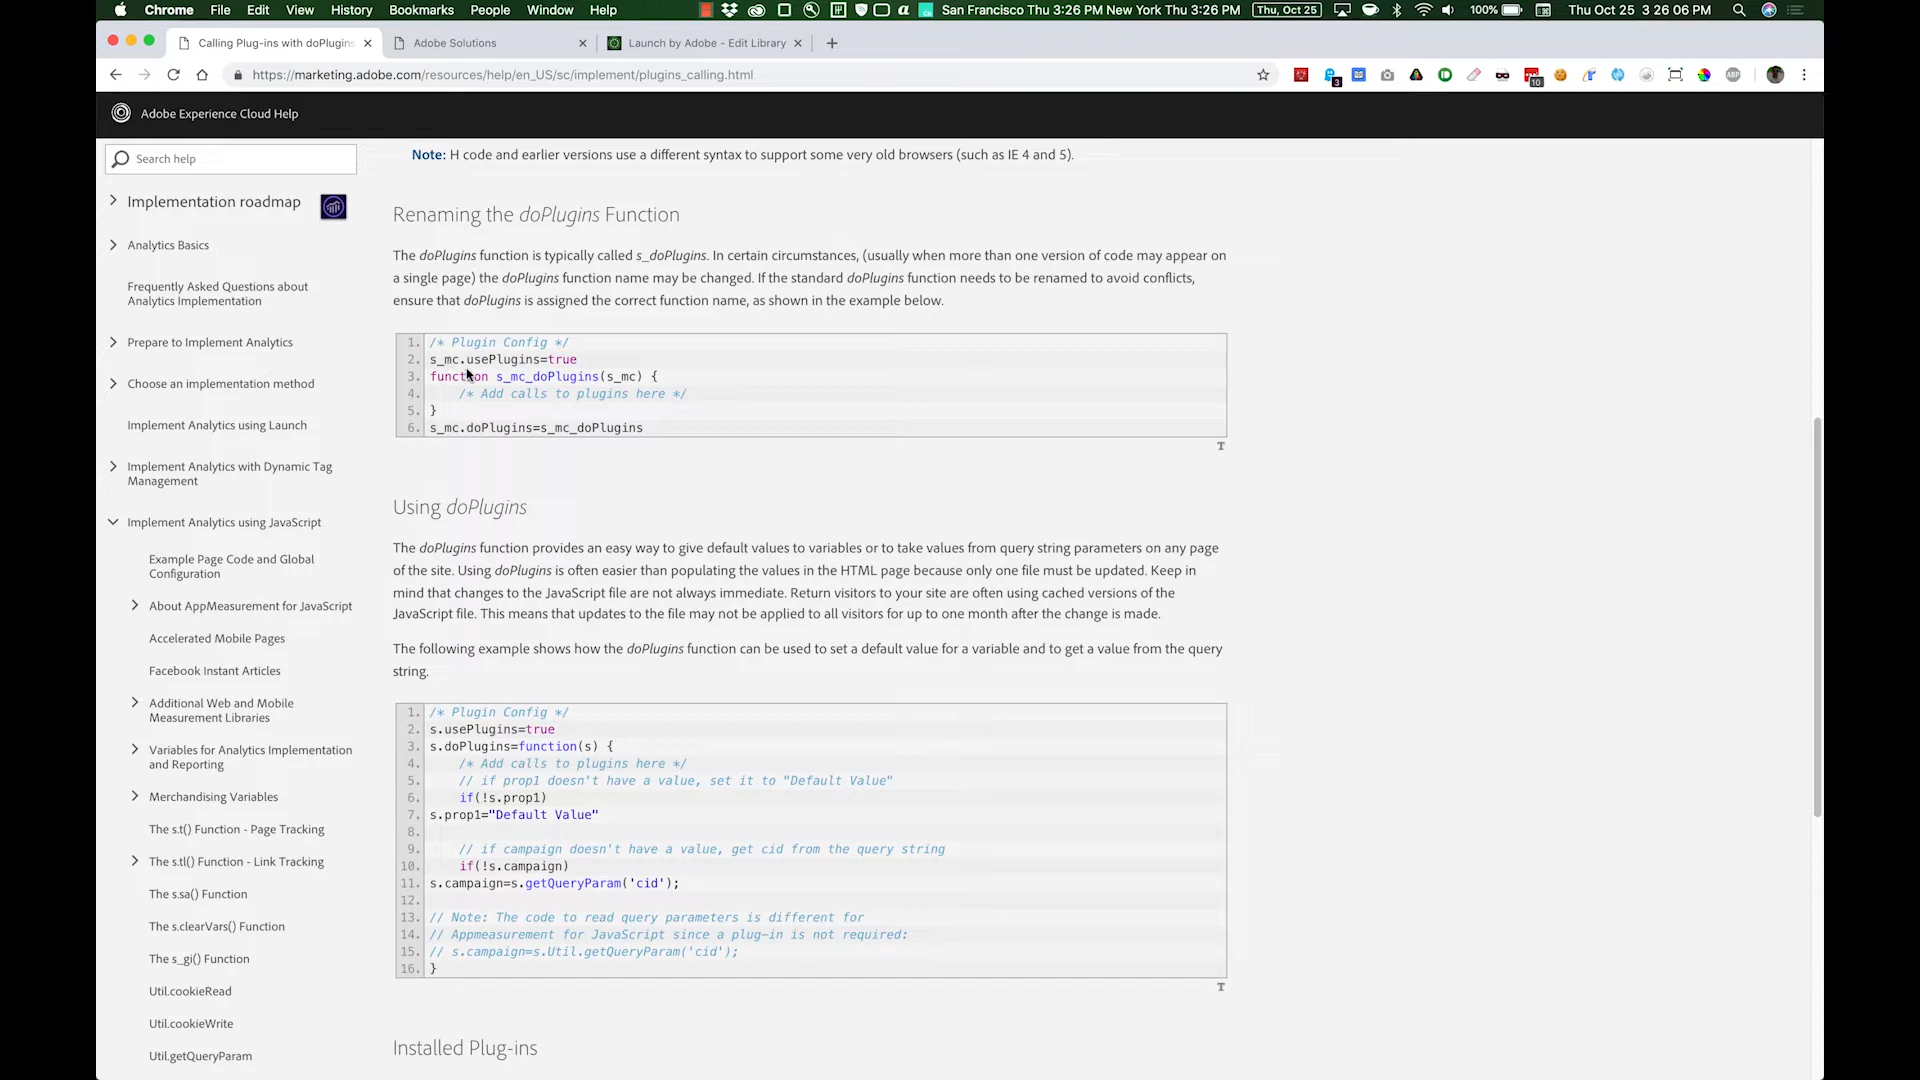 Chrome File Edit View History Bookmarks People Window Help San Francisco Thu 3:26 PM New York Thu 3:26 PM Thu, Oct 25 100% Thu Oct 25 3 26 06 PM
Calling Plug-ins with doPlugins Adobe Solutions Launch by Adobe - Edit Library
https://marketing.adobe.com/resources/help/en_US/sc/implement/plugins_calling.html
Adobe Experience Cloud Help
Search help
Implementation roadmap
Analytics Basics
Frequently Asked Questions about
Analytics Implementation
Prepare to Implement Analytics
Choose an implementation method
Implement Analytics using Launch
Implement Analytics with Dynamic Tag
Management
Implement Analytics using JavaScript
Example Page Code and Global
Configuration
About AppMeasurement for JavaScript
Accelerated Mobile Pages
Facebook Instant Articles
Additional Web and Mobile
Measurement Libraries
Variables for Analytics Implementation
and Reporting
Merchandising Variables
The s.t() Function - Page Tracking
The s.tl() Function - Link Tracking
The s.sa() Function
The s.clearVars() Function
The s_gi() Function
Util.cookieRead
Util.cookieWrite
Util.getQueryParam
Note: H code and earlier versions use a different syntax to support some very old browsers (such as IE 4 and 5).
Renaming the doPlugins Function
The doPlugins function is typically called s_doPlugins. In certain circumstances, (usually when more than one version of code may appear on
a single page) the doPlugins function name may be changed. If the standard doPlugins function needs to be renamed to avoid conflicts,
ensure that doPlugins is assigned the correct function name, as shown in the example below.
1. /* Plugin Config */
2. s_mc.usePlugins=true
3. function s_mc_doPlugins(s_mc) {
4. /* Add calls to plugins here */
5. }
6. s_mc.doPlugins=s_mc_doPlugins
T
Using doPlugins
The doPlugins function provides an easy way to give default values to variables or to take values from query string parameters on any page
of the site. Using doPlugins is often easier than populating the values in the HTML page because only one file must be updated. Keep in
mind that changes to the JavaScript file are not always immediate. Return visitors to your site are often using cached versions of the
JavaScript file. This means that updates to the file may not be applied to all visitors for up to one month after the change is made.
The following example shows how the doPlugins function can be used to set a default value for a variable and to get a value from the query
string.
1. /* Plugin Config */
2. s.usePlugins=true
3. s.doPlugins=function(s) {
4. /* Add calls to plugins here */
5. // if prop1 doesn't have a value, set it to "Default Value"
6. if(!s.prop1)
7. s.prop1="Default Value"
8.
9. // if campaign doesn't have a value, get cid from the query string
10. if(!s.campaign)
11. s.campaign=s.getQueryParam('cid');
12.
13. // Note: The code to read query parameters is different for
14. // Appmeasurement for JavaScript since a plug-in is not required:
15. // s.campaign=s.Util.getQueryParam('cid');
16. }
T
Installed Plug-ins